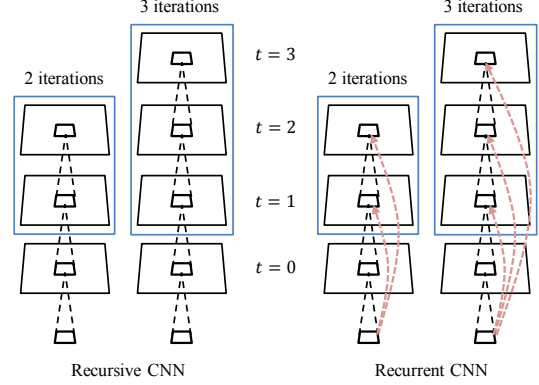 3 iterations
3 iterations
t = 3
2 iterations
2 iterations
t = 2
t = 1
t = 0
Recursive CNN
Recurrent CNN